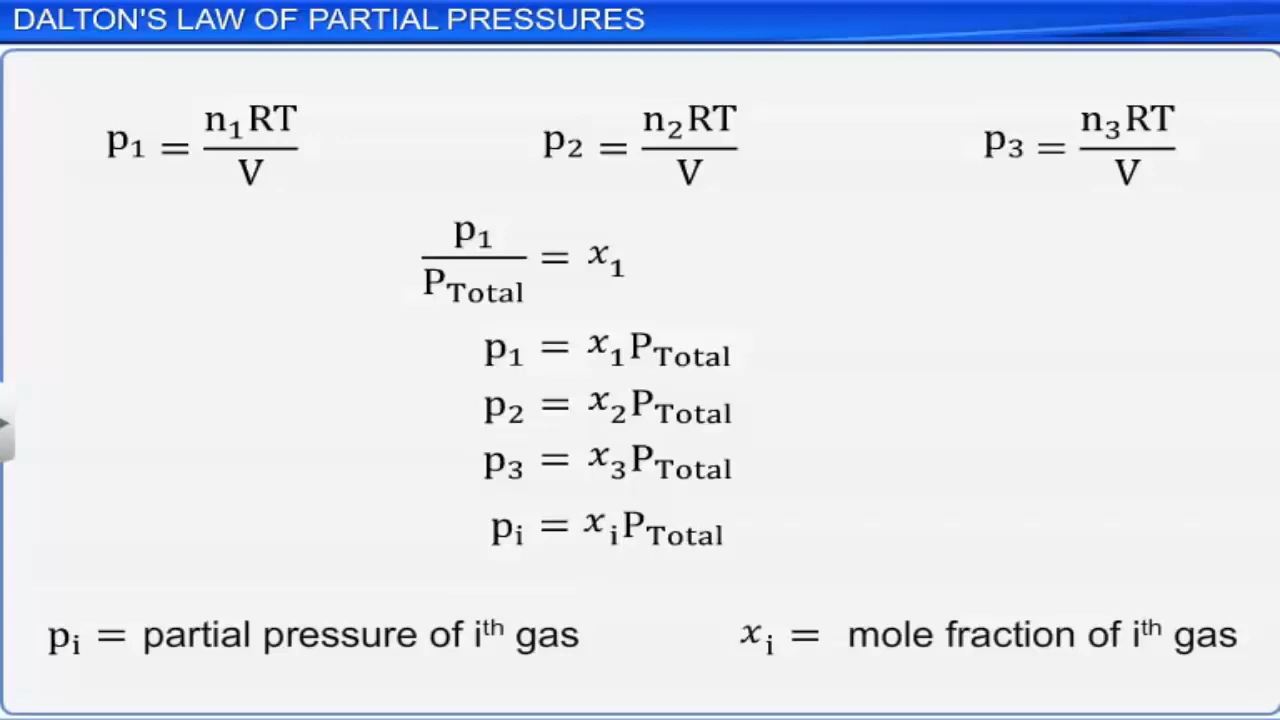 DALTON'S LAW OF PARTIAL PRESSURES
p₁ = n₁RT/V p₂ = n₂RT/V p₃ = n₃RT/V
p₁/P_Total = x₁
p₁ = x₁P_Total
p₂ = x₂P_Total
p₃ = x₃P_Total
pᵢ = xᵢP_Total
pᵢ = partial pressure of iᵗʰ gas xᵢ = mole fraction of iᵗʰ gas